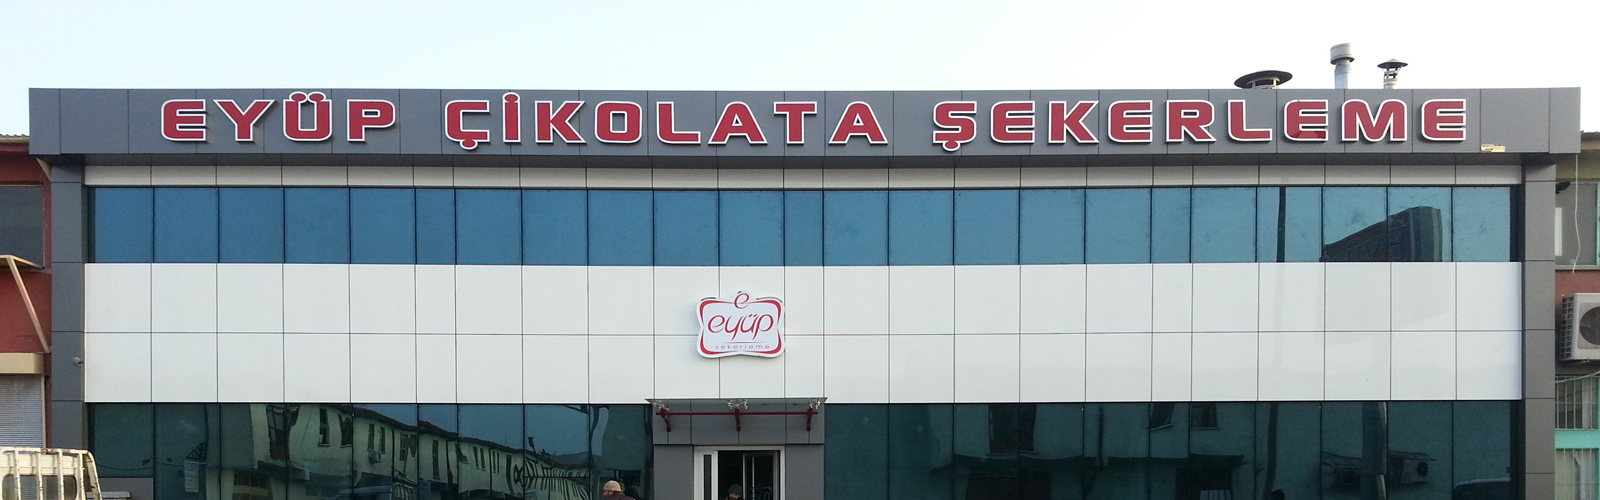 EYÜP ÇİKOLATA ŞEKERLEME
é
eyüp
şekerleme